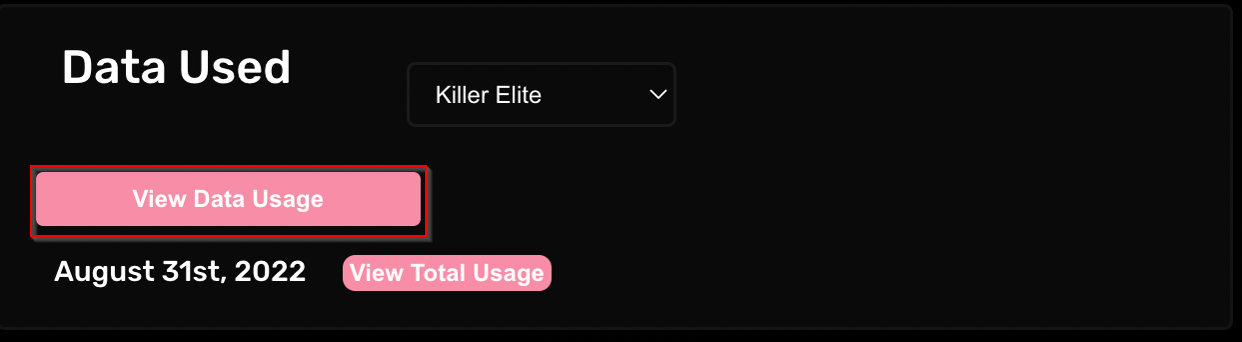 Data Used
Killer Elite
View Data Usage
August 31st, 2022
View Total Usage